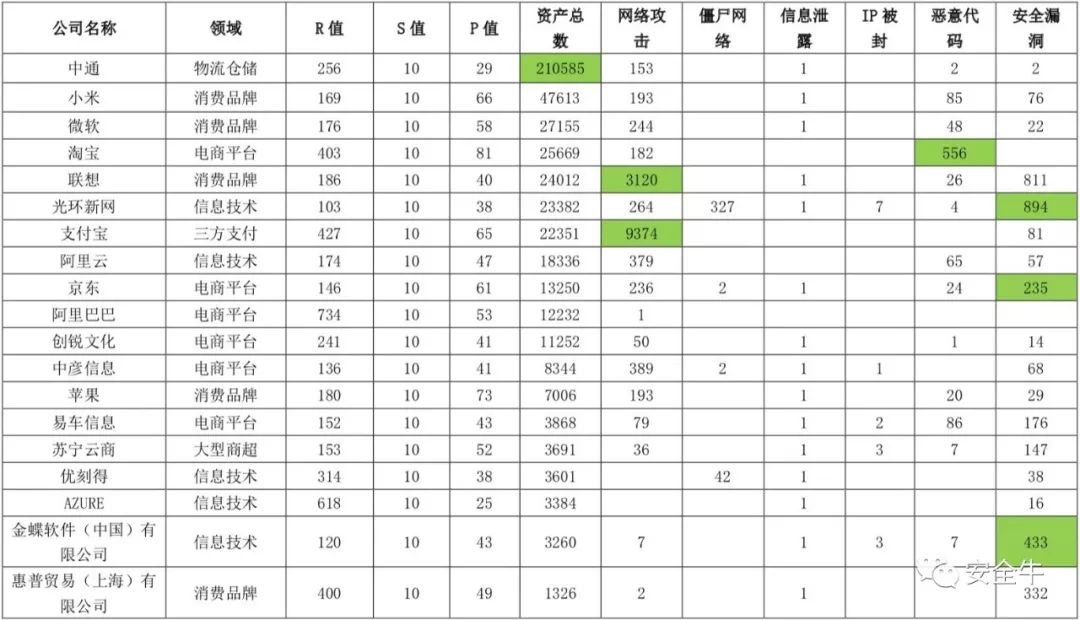 公司名称 领域 R 值 S 值 P 值 资产总数 网络攻击 僵尸网络 信息泄露 IP 被封 恶意代码 安全漏洞
中通 物流仓储 256 10 29 210585 153 1 2 2
小米 消费品牌 169 10 66 47613 193 1 85 76
微软 消费品牌 176 10 58 27155 244 1 48 22
淘宝 电商平台 403 10 81 25669 182 556
联想 消费品牌 186 10 40 24012 3120 1 26 811
光环新网 信息技术 103 10 38 23382 264 327 1 7 4 894
支付宝 三方支付 427 10 65 22351 9374 81
阿里云 信息技术 174 10 47 18336 379 65 57
京东 电商平台 146 10 61 13250 236 2 1 24 235
阿里巴巴 电商平台 734 10 53 12232 1
创锐文化 电商平台 241 10 41 11252 50 1 1 14
中彦信息 电商平台 136 10 41 8344 389 2 1 1 68
苹果 消费品牌 180 10 73 7006 193 1 20 29
易车信息 电商平台 152 10 43 3868 79 1 2 86 176
苏宁云商 大型商超 153 10 52 3691 36 1 3 7 147
优刻得 信息技术 314 10 38 3601 42 1 38
AZURE 信息技术 618 10 25 3384 1 16
金蝶软件（中国）有限公司 信息技术 120 10 43 3260 7 1 3 7 433
惠普贸易（上海）有限公司 消费品牌 400 10 49 1326 2 1 332
安全牛